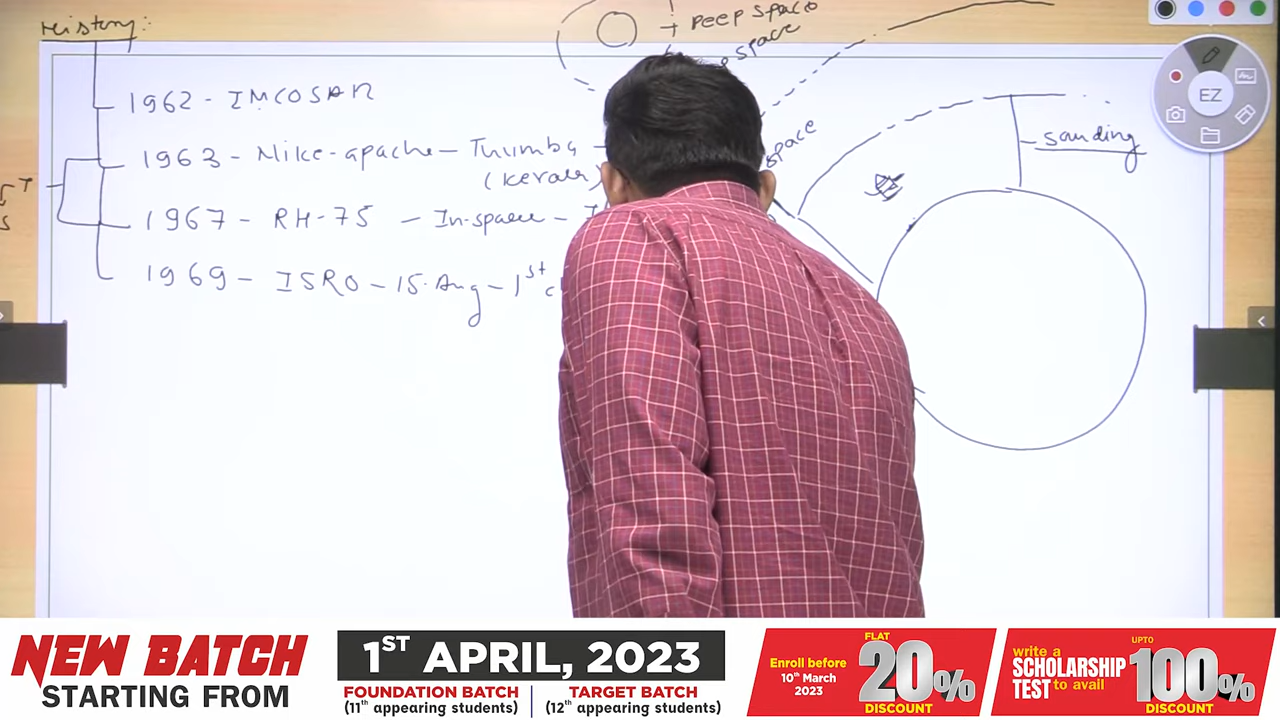 History:
+ Deep space
space
1962 - INCOSAR
1963 - Nike-apache - Thumba -
(Kerala)
1967 - RH-75 - In-space -
1969 - ISRO - 15. Aug - 1st
T
S
space
sounding
EZ
NEW BATCH
STARTING FROM
1ST APRIL, 2023
FOUNDATION BATCH
(11th appearing students)
TARGET BATCH
(12th appearing students)
Enroll before
10th March
2023
FLAT
20%
DISCOUNT
write a
SCHOLARSHIP
TEST to avail
UPTO
100%
DISCOUNT